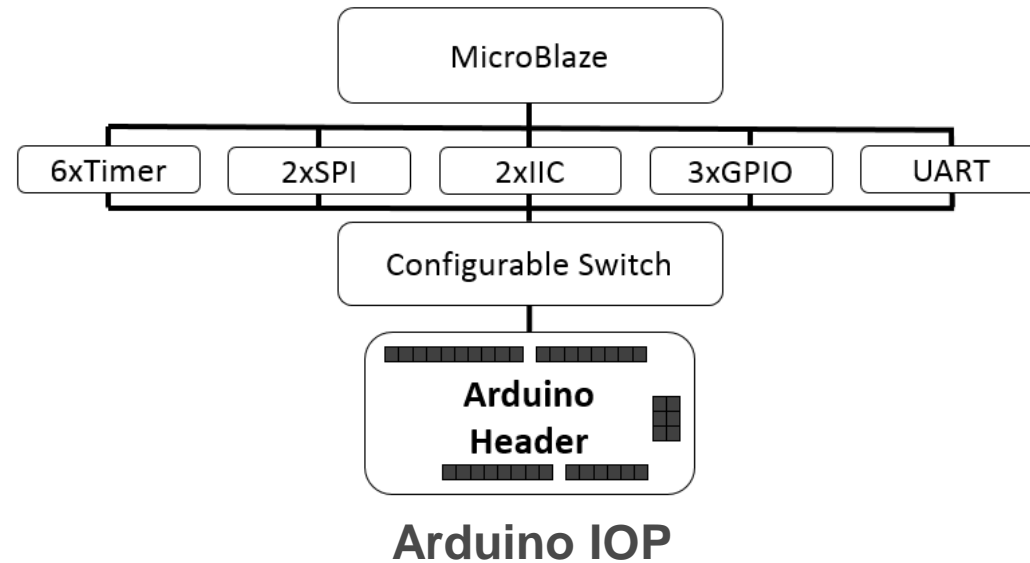 MicroBlaze
6xTimer
2xSPI
2xIIC
3xGPIO
UART
Configurable Switch
Arduino
Header
Arduino IOP